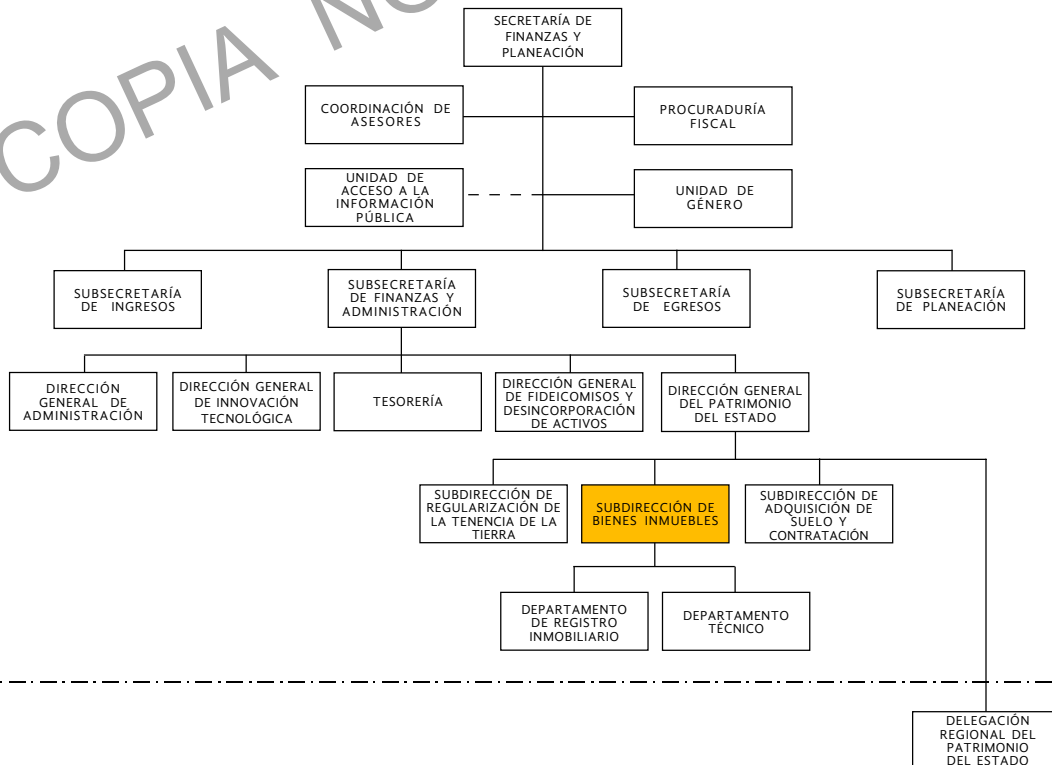 COPIA NO
SECRETARÍA DE
FINANZAS Y
PLANEACIÓN
COORDINACIÓN DE
ASESORES
PROCURADURÍA
FISCAL
UNIDAD DE
ACCESO A LA
INFORMACIÓN
PÚBLICA
UNIDAD DE
GÉNERO
SUBSECRETARÍA
DE INGRESOS
SUBSECRETARÍA
DE FINANZAS Y
ADMINISTRACIÓN
SUBSECRETARÍA
DE EGRESOS
SUBSECRETARÍA
DE PLANEACIÓN
DIRECCIÓN
GENERAL DE
ADMINISTRACIÓN
DIRECCIÓN GENERAL
DE INNOVACIÓN
TECNOLÓGICA
TESORERÍA
DIRECCIÓN GENERAL
DE FIDEICOMISOS Y
DESINCORPORACIÓN
DE ACTIVOS
DIRECCIÓN GENERAL
DEL PATRIMONIO
DEL ESTADO
SUBDIRECCIÓN DE
REGULARIZACIÓN DE
LA TENENCIA DE LA
TIERRA
SUBDIRECCIÓN DE
BIENES INMUEBLES
SUBDIRECCIÓN DE
ADQUISICIÓN DE
SUELO Y
CONTRATACIÓN
DEPARTAMENTO
DE REGISTRO
INMOBILIARIO
DEPARTAMENTO
TÉCNICO
DELEGACIÓN
REGIONAL DEL
PATRIMONIO
DEL ESTADO